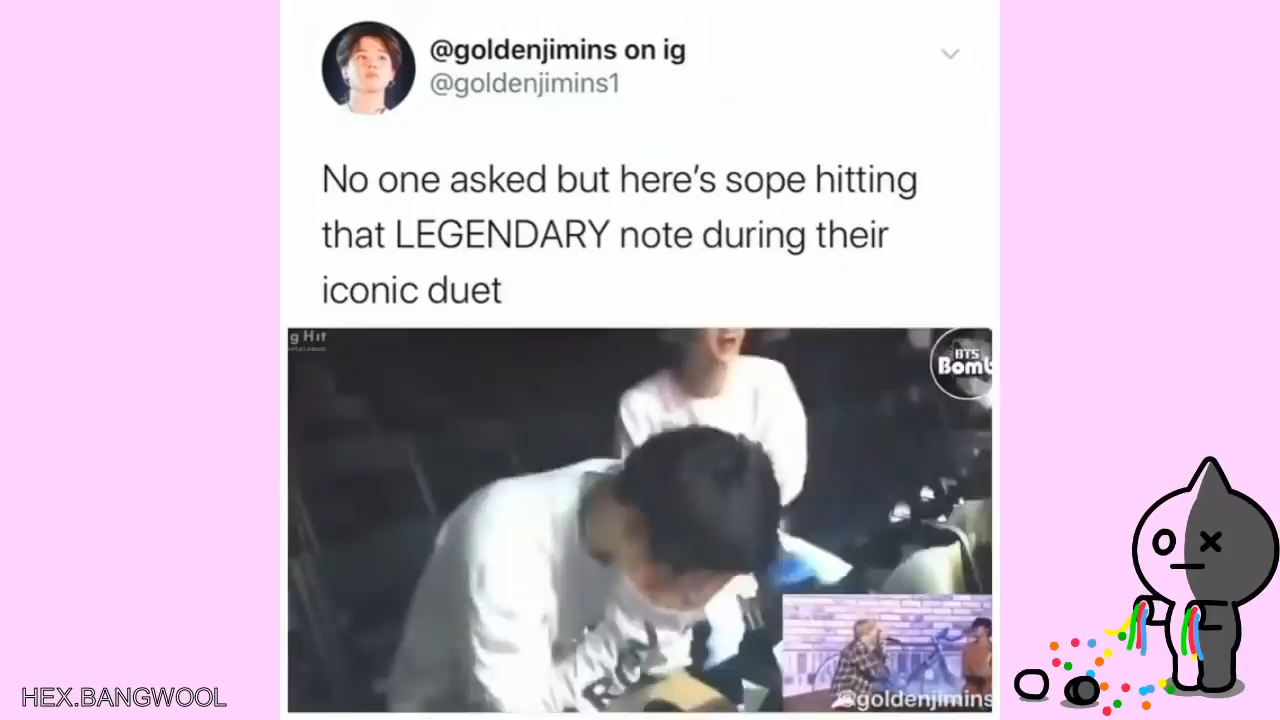 @goldenjimins on ig
@goldenjimins1
No one asked but here's sope hitting
that LEGENDARY note during their
iconic duet
g Hit
BTS
Bomb
@goldenjimins
HEX.BANGWOOL